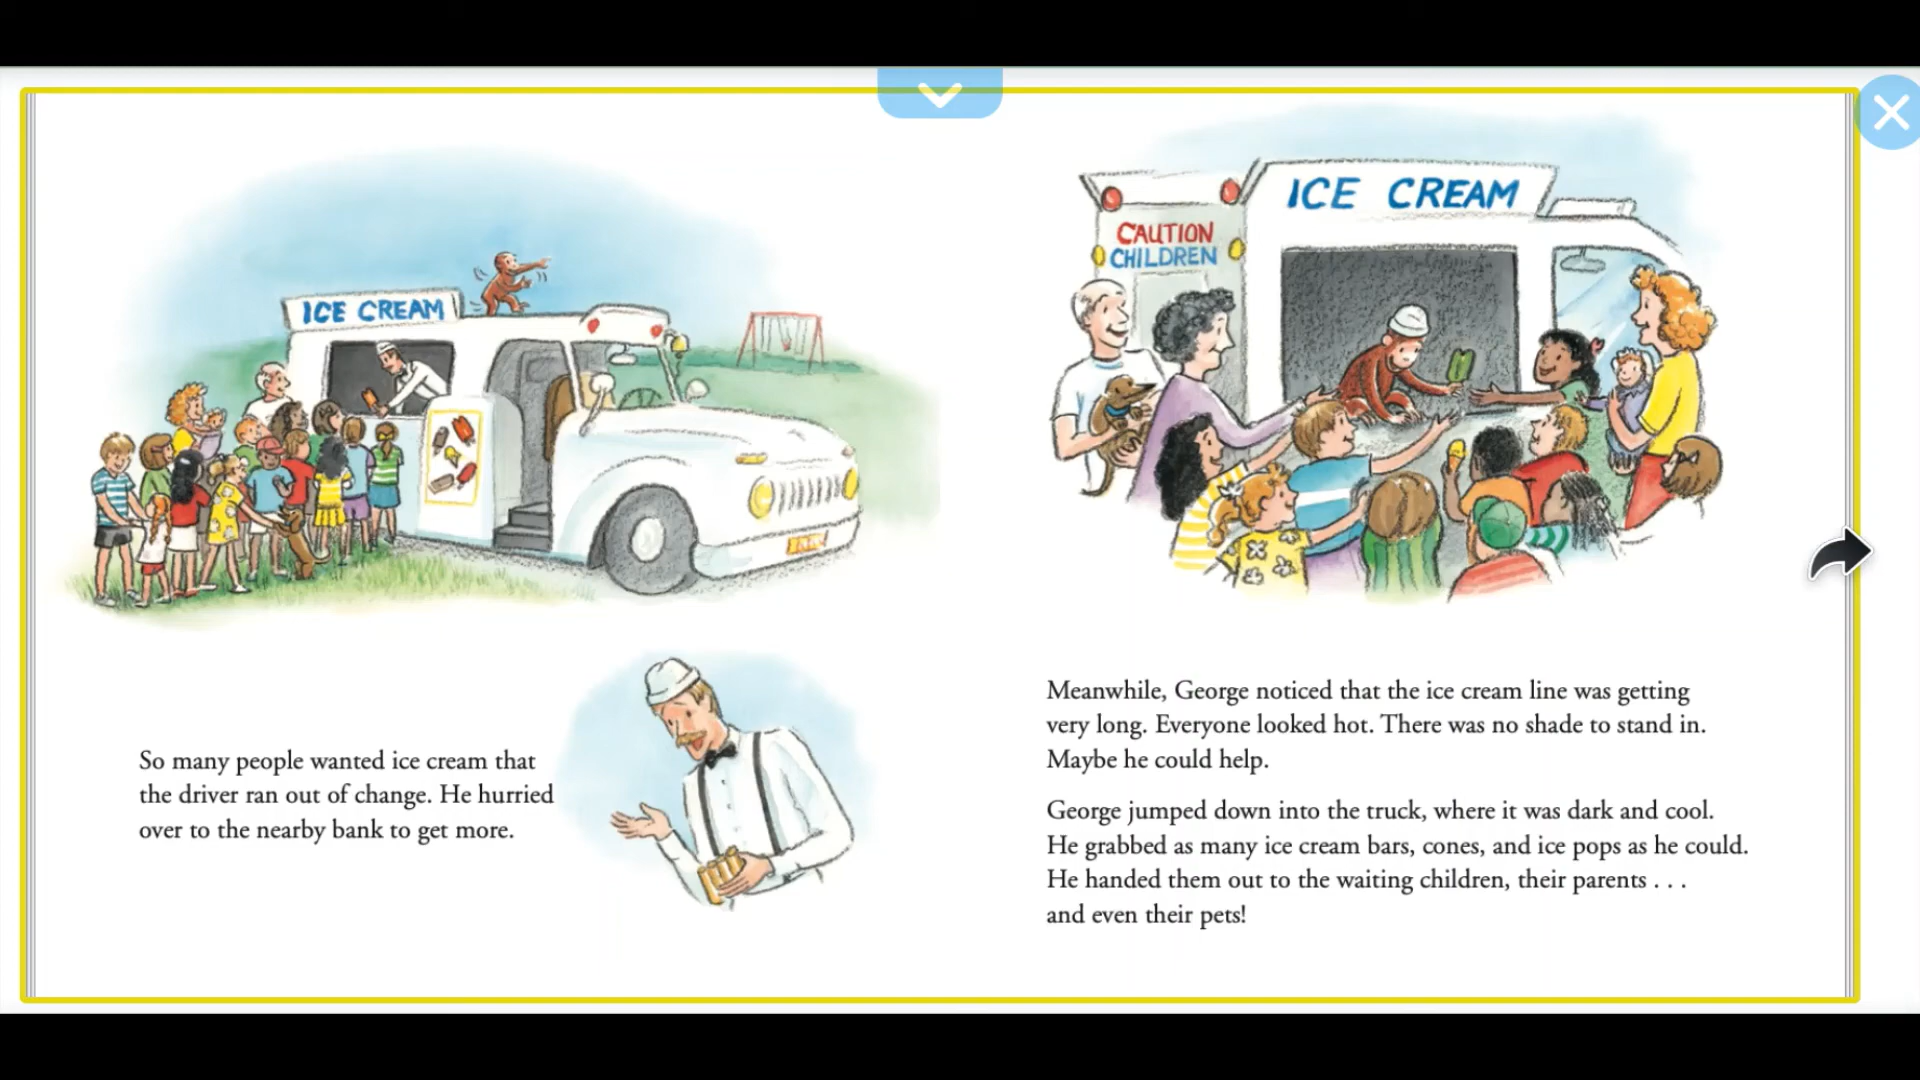 ICE CREAM
So many people wanted ice cream that
the driver ran out of change. He hurried
over to the nearby bank to get more.
ICE CREAM
CAUTION
CHILDREN
Meanwhile, George noticed that the ice cream line was getting
very long. Everyone looked hot. There was no shade to stand in.
Maybe he could help.
George jumped down into the truck, where it was dark and cool.
He grabbed as many ice cream bars, cones, and ice pops as he could.
He handed them out to the waiting children, their parents . . .
and even their pets!